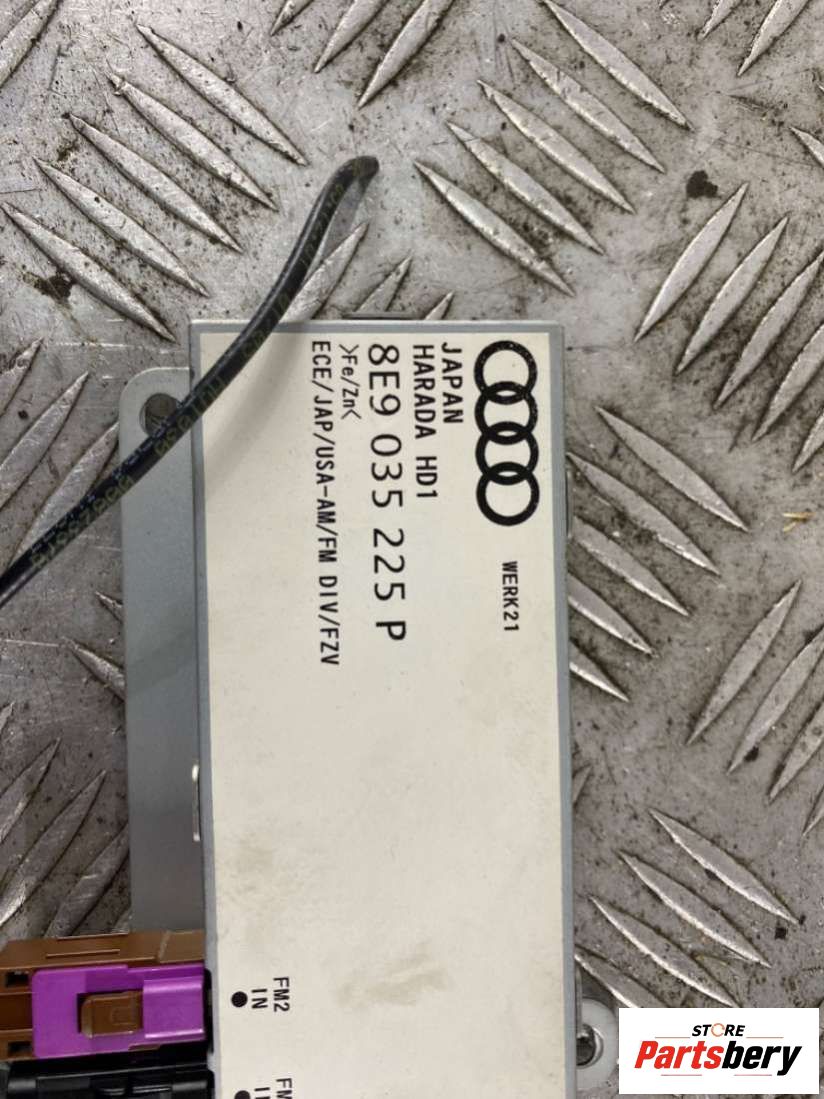 WERK21
JAPAN
HARADA HD1
8E9 035 225 P
>Fe/Zn<
ECE/JAP/USA-AM/FM DIV/FZV
FM2
IN
STORE
Partsbery